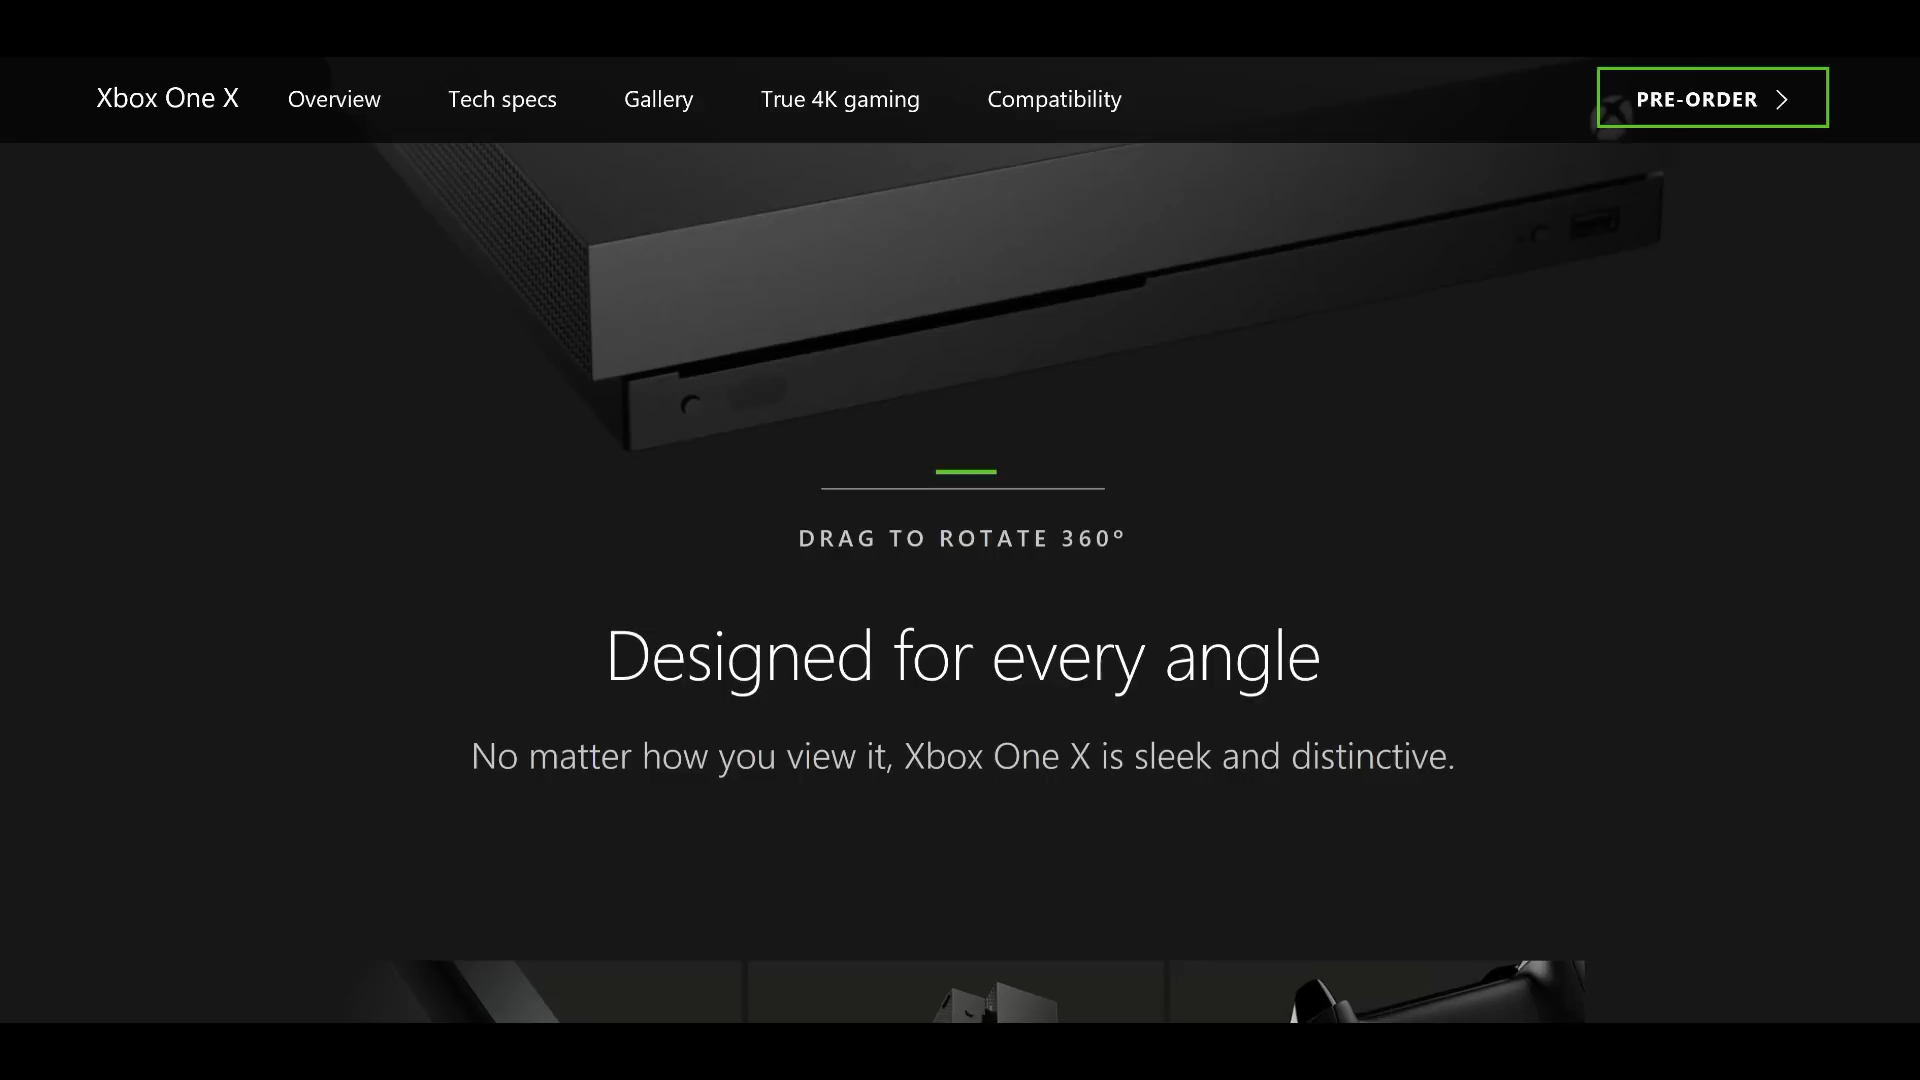 Xbox One X
Overview
Tech specs
Gallery
True 4K gaming
Compatibility
PRE-ORDER
DRAG TO ROTATE 360º
Designed for every angle
No matter how you view it, Xbox One X is sleek and distinctive.